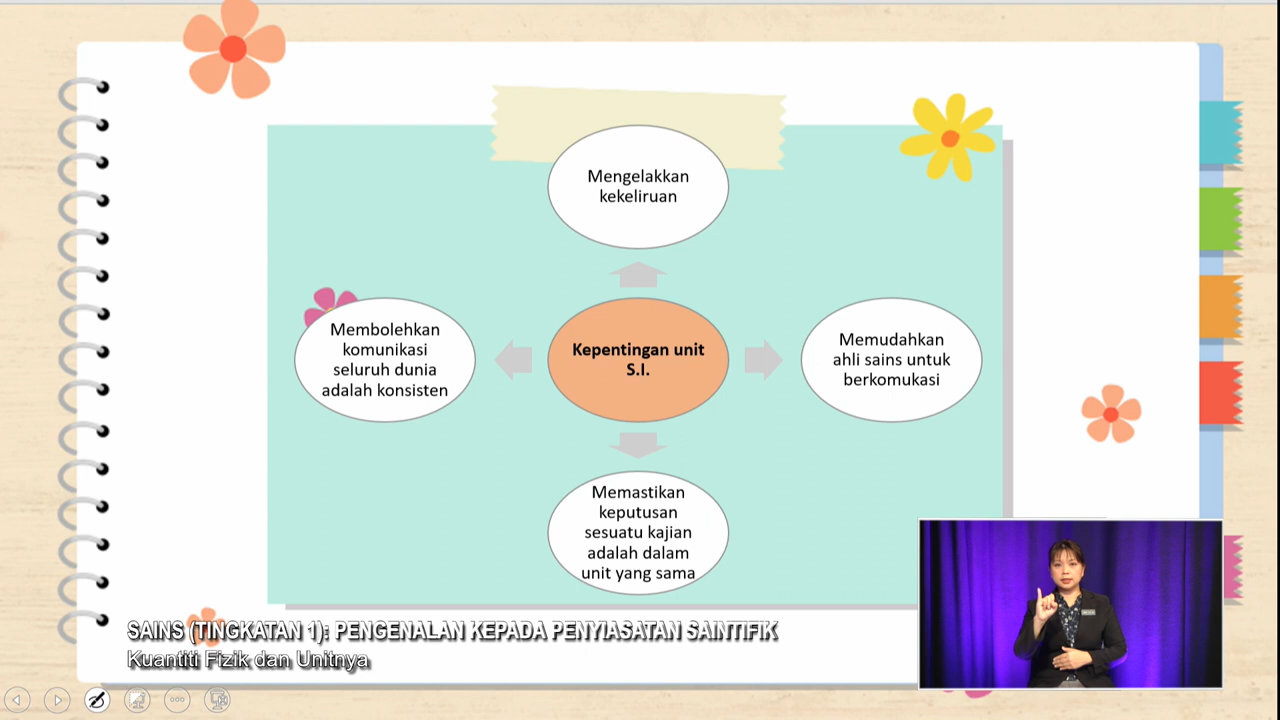 Mengelakkan
kekeliruan
Membolehkan
komunikasi
seluruh dunia
adalah konsisten
Kepentingan unit
S.I.
Memudahkan
ahli sains untuk
berkomukasi
Memastikan
keputusan
sesuatu kajian
adalah dalam
unit yang sama
SAINS (TINGKATAN 1): PENGENALAN KEPADA PENYIASATAN SAINTIFIK
Kuantiti Fizik dan Unitnya